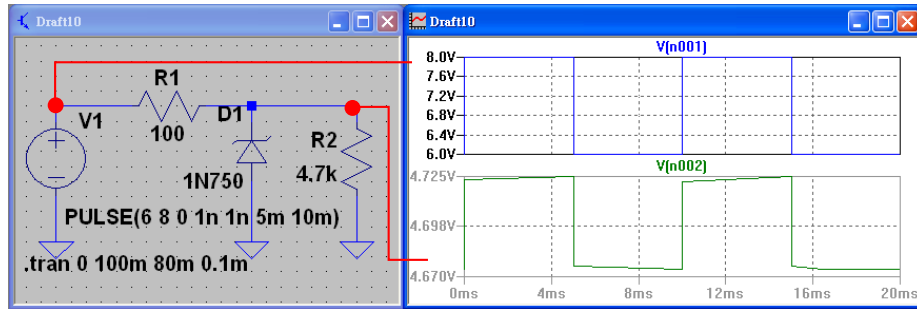 Draft10
R1
V1
100
D1
R2
1N750
4.7k
PULSE(6 8 0 1n 1n 5m 10m)
.tran 0 100m 80m 0.1m
Draft10
V(n001)
8.0V
7.6V
7.2V
6.8V
6.4V
6.0V
V(n002)
4.725V
4.698V
4.670V
0ms 4ms 8ms 12ms 16ms 20ms